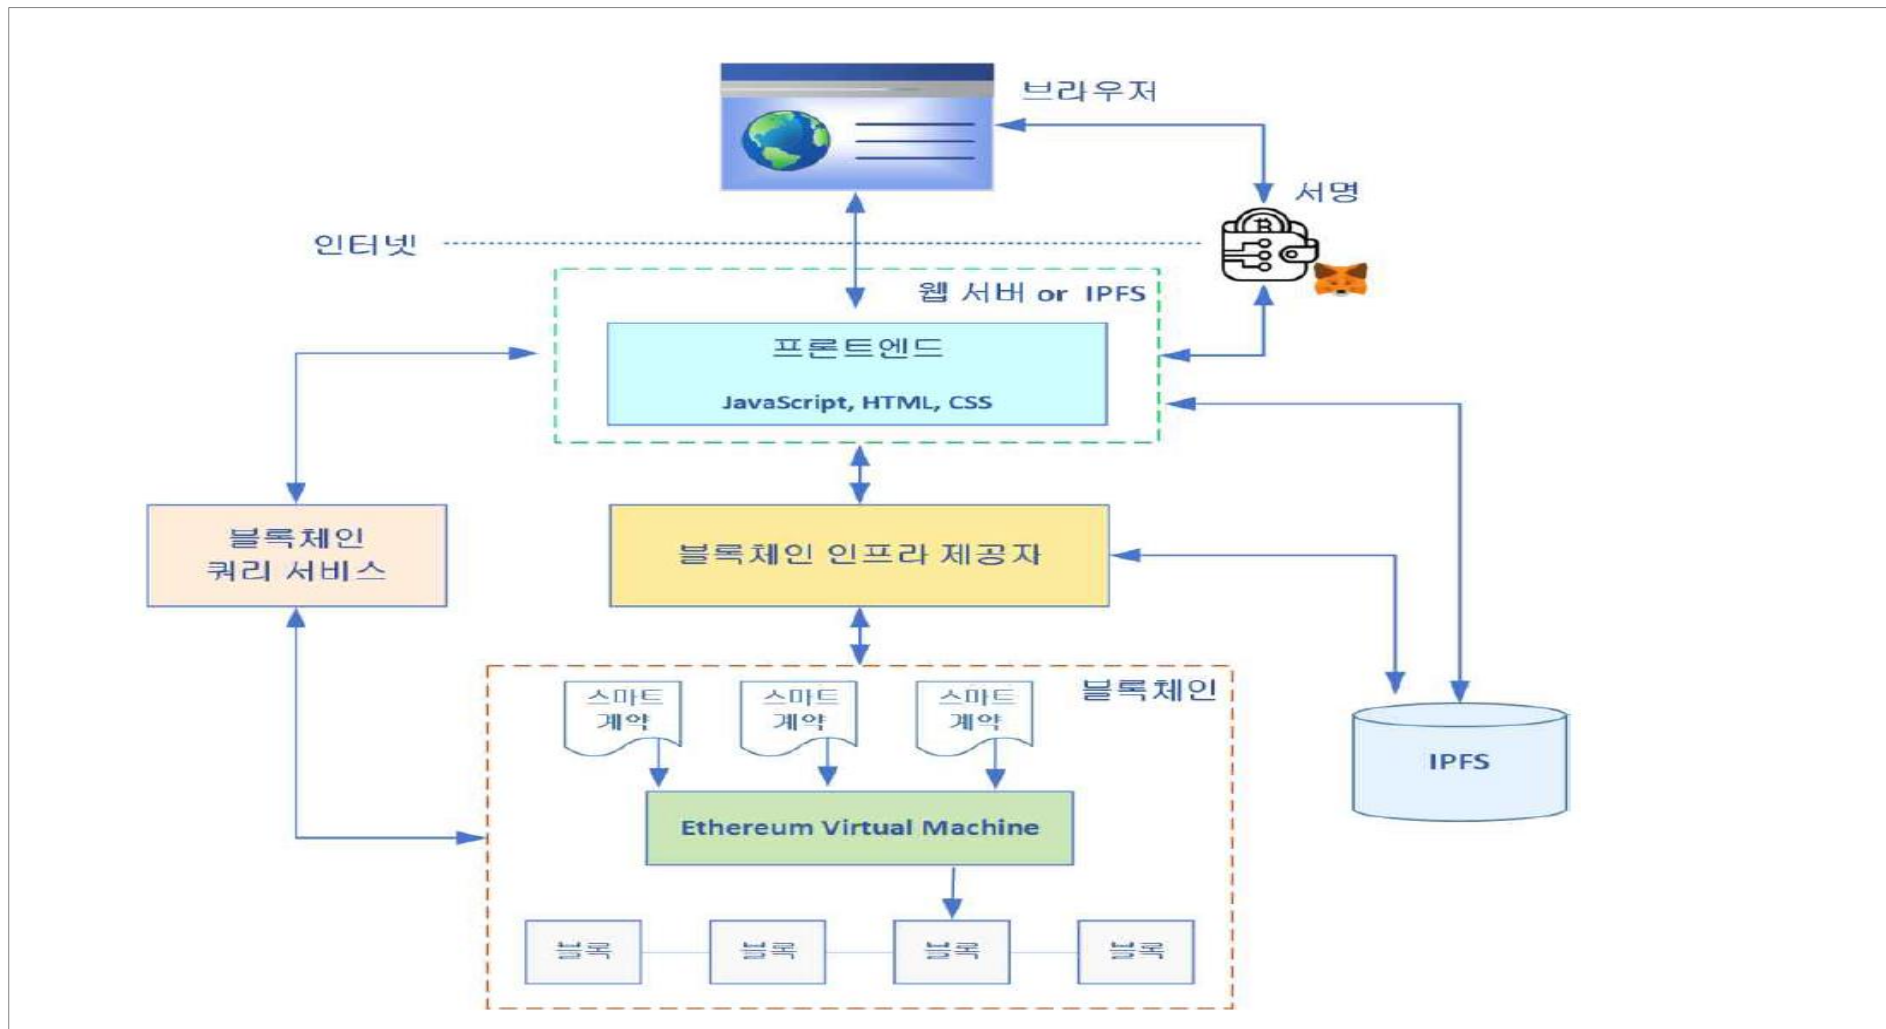 브라우저
서명
인터넷
웹 서버 or IPFS
프론트엔드
JavaScript, HTML, CSS
블록체인
쿼리 서비스
블록체인 인프라 제공자
블록체인
스마트
계약
스마트
계약
스마트
계약
IPFS
Ethereum Virtual Machine
블록
블록
블록
블록